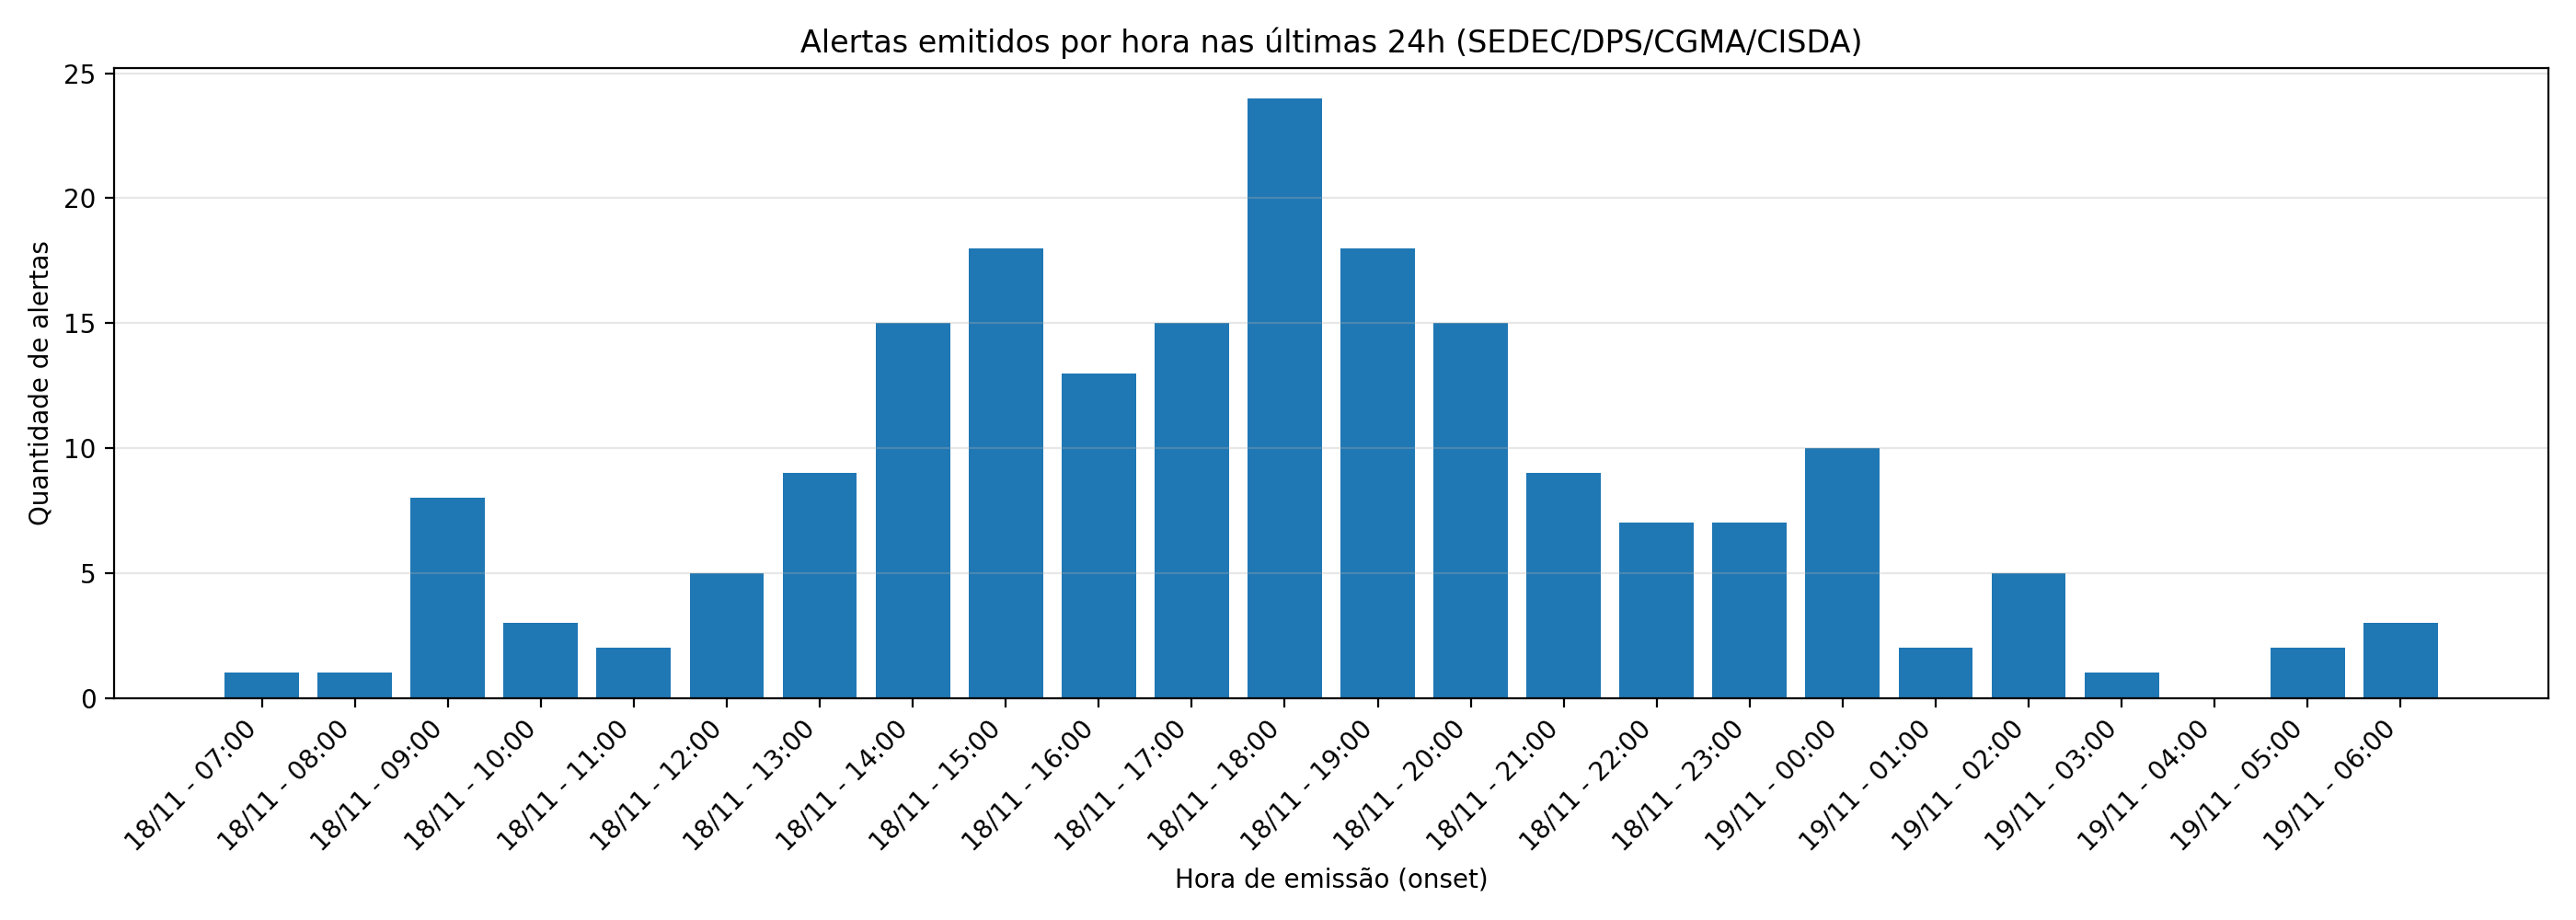 Alertas emitidos por hora nas últimas 24h (SEDEC/DPS/CGMA/CISDA)
Quantidade de alertas
25
20
15
10
5
0
18/11 - 07:00
18/11 - 08:00
18/11 - 09:00
18/11 - 10:00
18/11 - 11:00
18/11 - 12:00
18/11 - 13:00
18/11 - 14:00
18/11 - 15:00
18/11 - 16:00
18/11 - 17:00
18/11 - 18:00
18/11 - 19:00
18/11 - 20:00
18/11 - 21:00
18/11 - 22:00
18/11 - 23:00
19/11 - 00:00
19/11 - 01:00
19/11 - 02:00
19/11 - 03:00
19/11 - 04:00
19/11 - 05:00
19/11 - 06:00
Hora de emissão (onset)